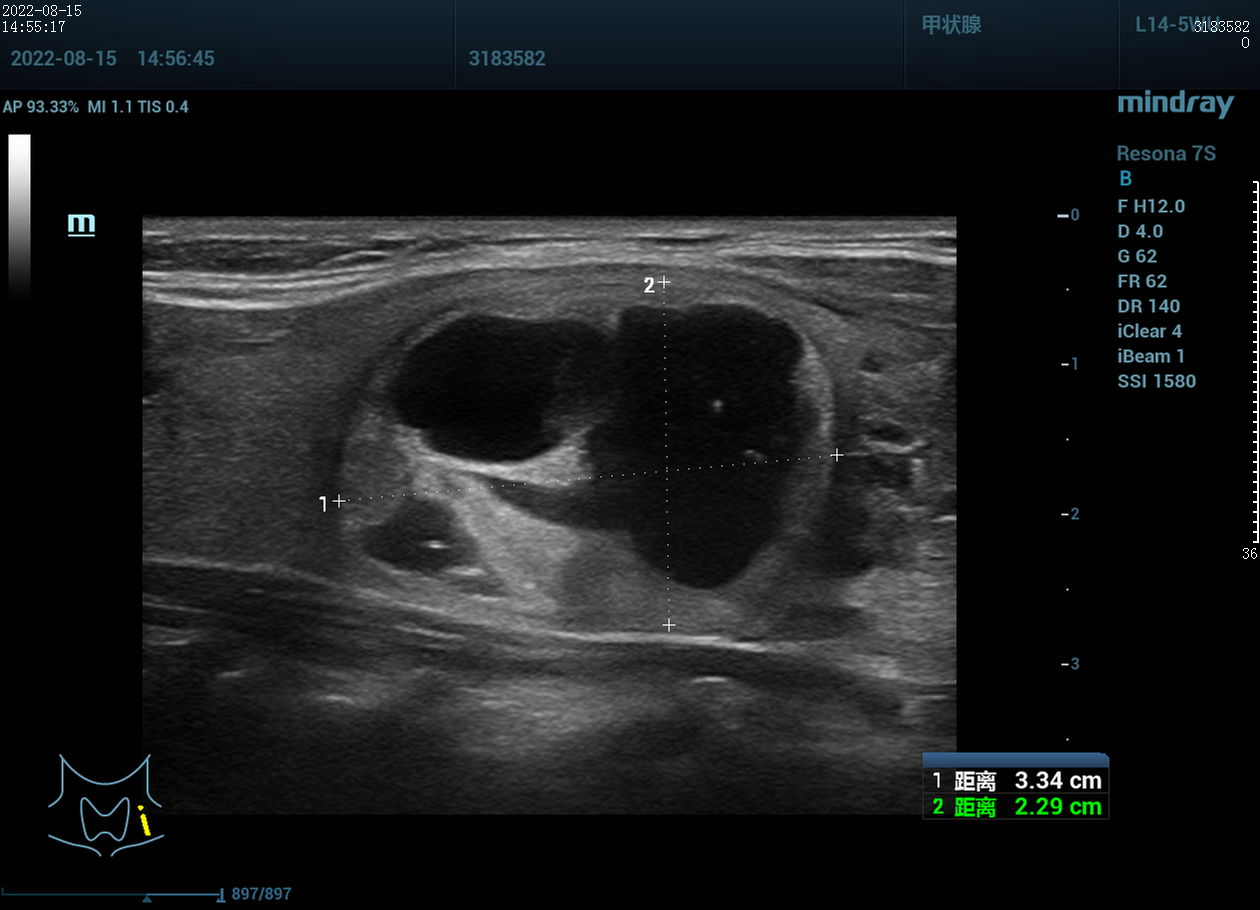 2022-08-15
14:55:17
甲状腺
L14-5W
3183582
0
2022-08-15 14:56:45
3183582
AP 93.33% MI 1.1 TIS 0.4
mindray
Resona 7S
B
F H12.0
D 4.0
G 62
FR 62
DR 140
iClear 4
iBeam 1
SSI 1580
m
0
1
2
3
2
1
36
1 距离 3.34 cm
2 距离 2.29 cm
897/897